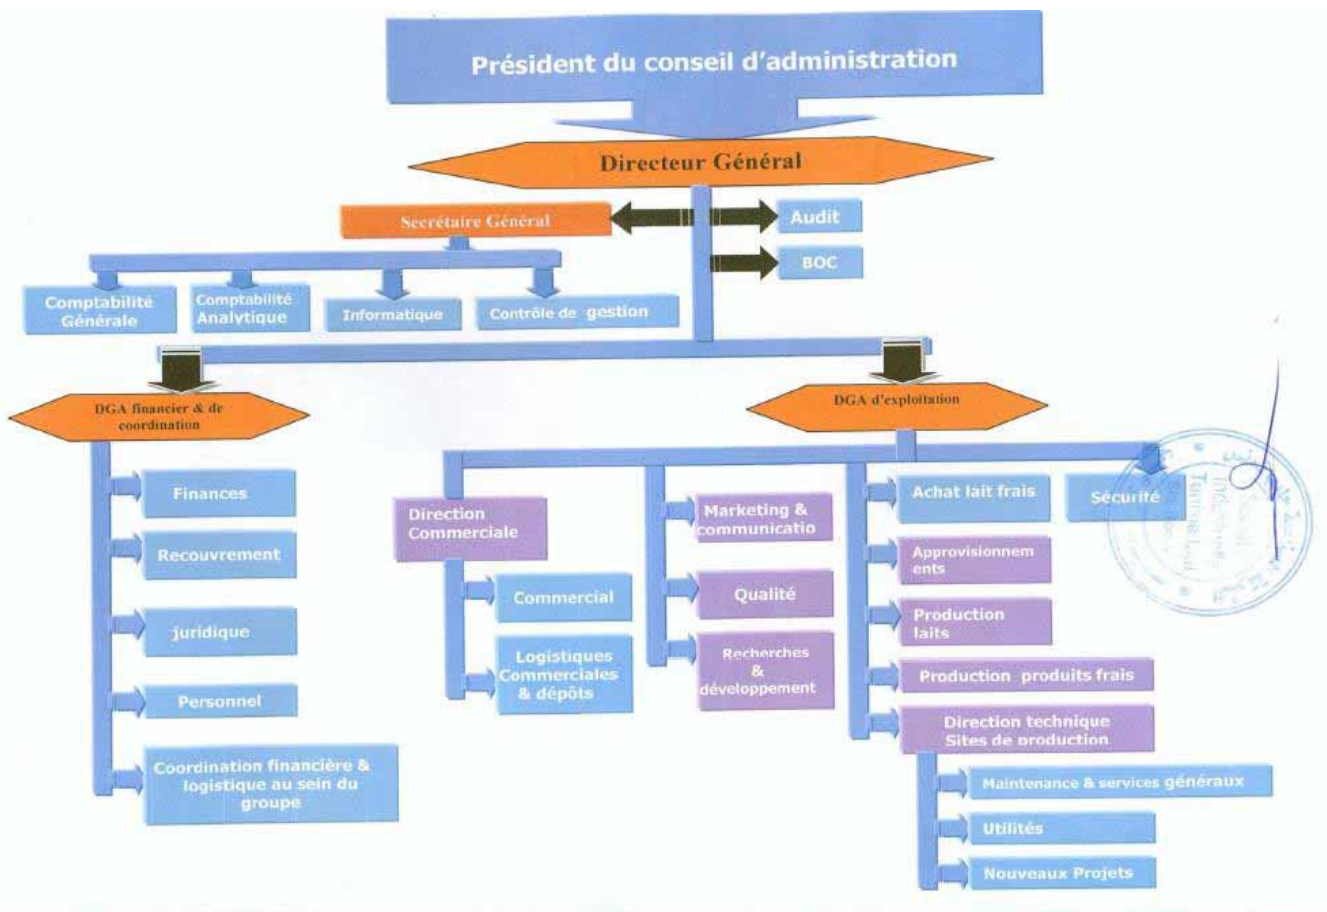 Président du conseil d'administration
Directeur Général
Secrétaire Général
Audit
BOC
Comptabilité
Générale
Comptabilité
Analytique
Informatique
Contrôle de gestion
DGA financier & de
coordination
DGA d'exploitation
Finances
Recouvrement
juridique
Personnel
Coordination financière &
logistique au sein du
groupe
Direction
Commerciale
Commercial
Logistiques
Commerciales
& dépôts
Marketing &
communicatio
Qualité
Recherches
&
développement
Achat lait frais
Sécurité
Approvisionnem
ents
Production
laits
Production produits frais
Direction technique
Sites de production
Maintenance & services généraux
Utilités
Nouveaux Projets